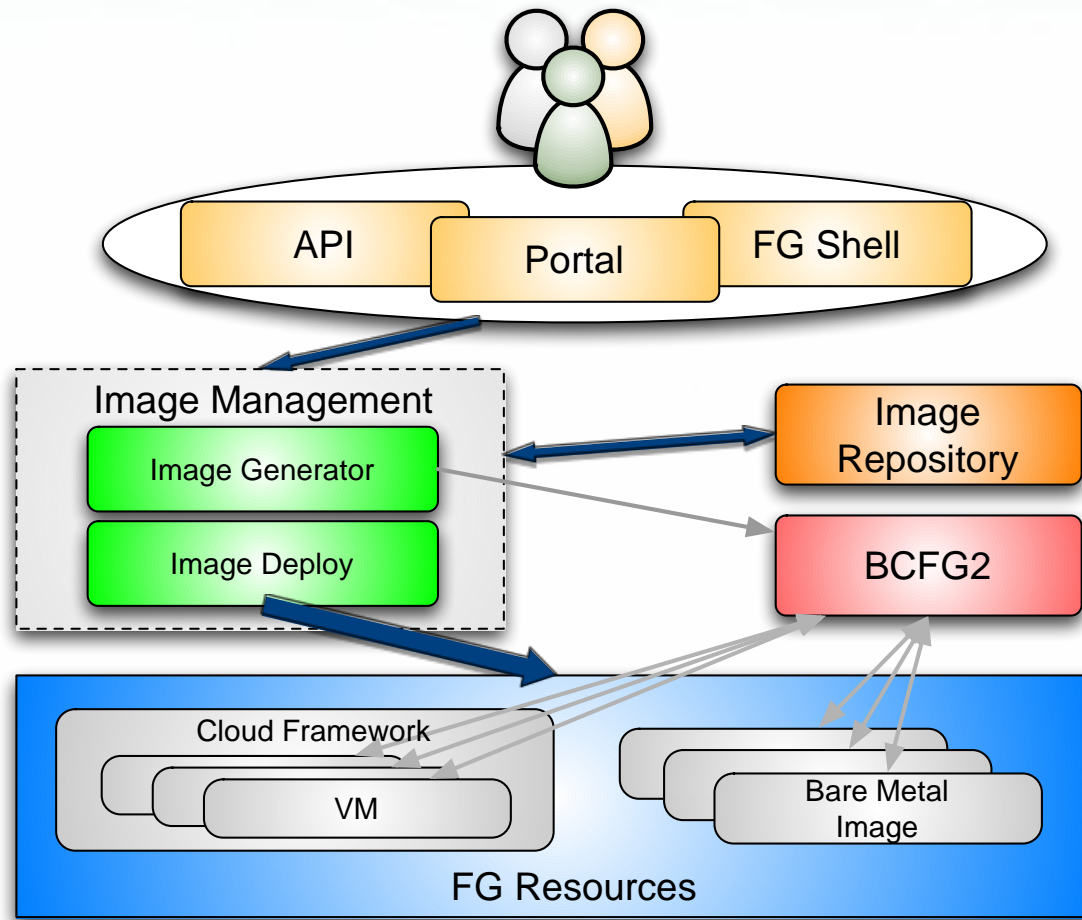 API
Portal
FG Shell
Image Management
Image Generator
Image Deploy
Image
Repository
BCFG2
Cloud Framework
VM
Bare Metal
Image
FG Resources